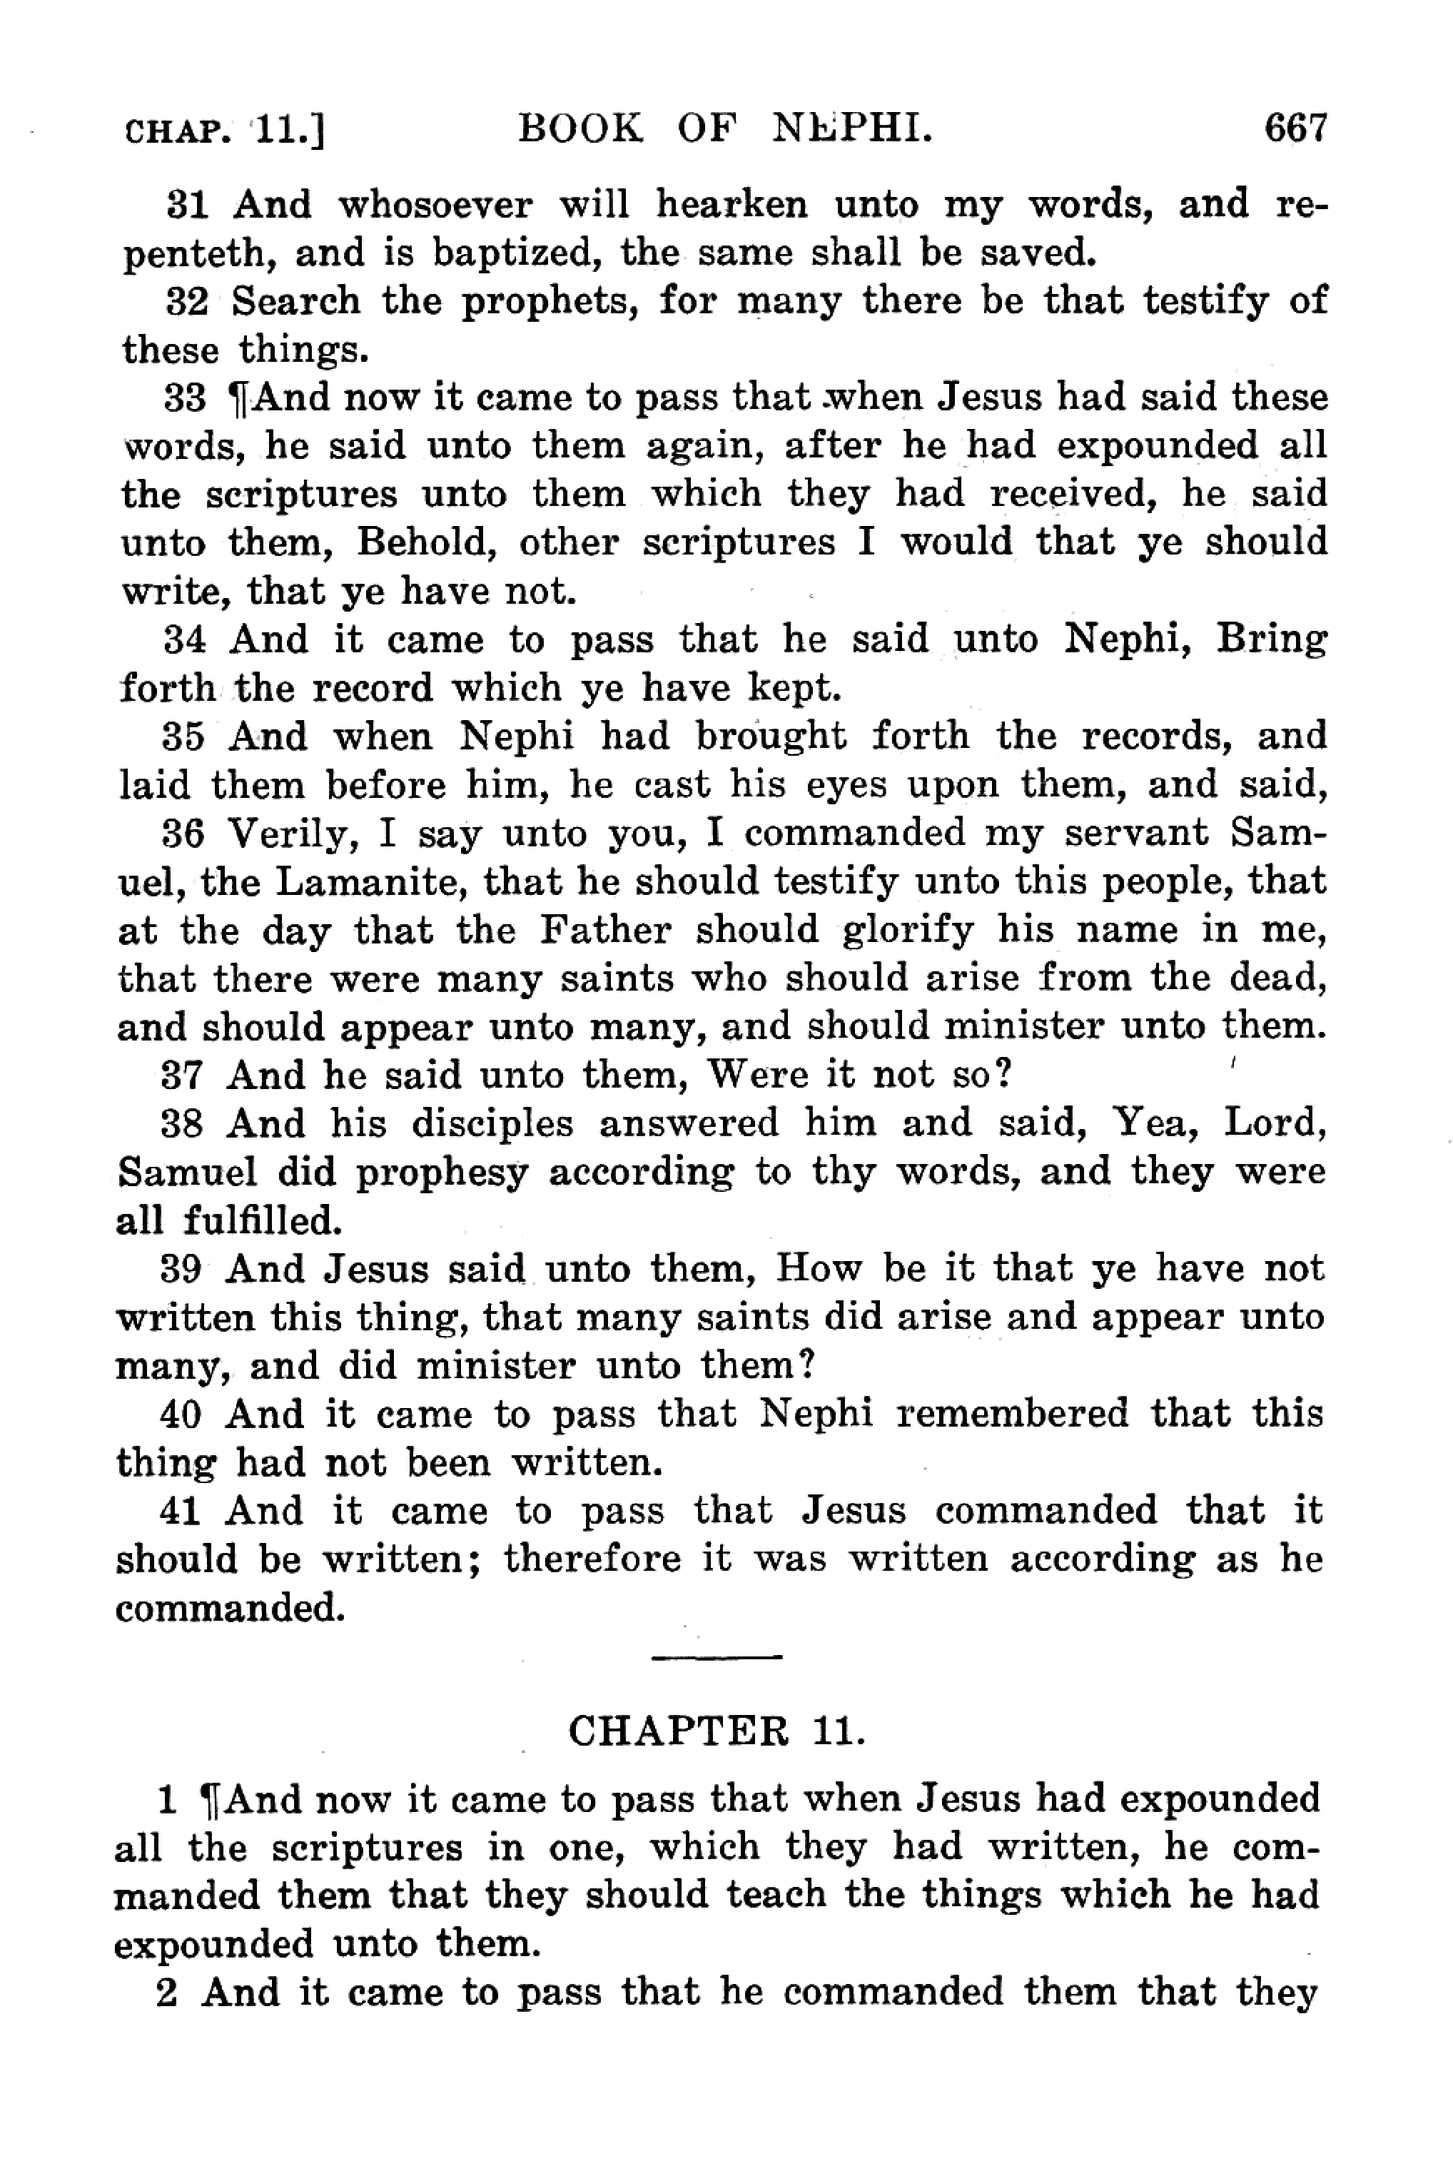 CHAP. 11.] BOOK OF NEPHI. 667
31 And whosoever will hearken unto my words, and re-
penteth, and is baptized, the same shall be saved.
32 Search the prophets, for many there be that testify of
these things.
33 ¶And now it came to pass that when Jesus had said these
words, he said unto them again, after he had expounded all
the scriptures unto them which they had received, he said
unto them, Behold, other scriptures I would that ye should
write, that ye have not.
34 And it came to pass that he said unto Nephi, Bring
forth the record which ye have kept.
35 And when Nephi had brought forth the records, and
laid them before him, he cast his eyes upon them, and said,
36 Verily, I say unto you, I commanded my servant Sam-
uel, the Lamanite, that he should testify unto this people, that
at the day that the Father should glorify his name in me,
that there were many saints who should arise from the dead,
and should appear unto many, and should minister unto them.
37 And he said unto them, Were it not so?
38 And his disciples answered him and said, Yea, Lord,
Samuel did prophesy according to thy words, and they were
all fulfilled.
39 And Jesus said unto them, How be it that ye have not
written this thing, that many saints did arise and appear unto
many, and did minister unto them?
40 And it came to pass that Nephi remembered that this
thing had not been written.
41 And it came to pass that Jesus commanded that it
should be written; therefore it was written according as he
commanded.
CHAPTER 11.
1 ¶And now it came to pass that when Jesus had expounded
all the scriptures in one, which they had written, he com-
manded them that they should teach the things which he had
expounded unto them.
2 And it came to pass that he commanded them that they